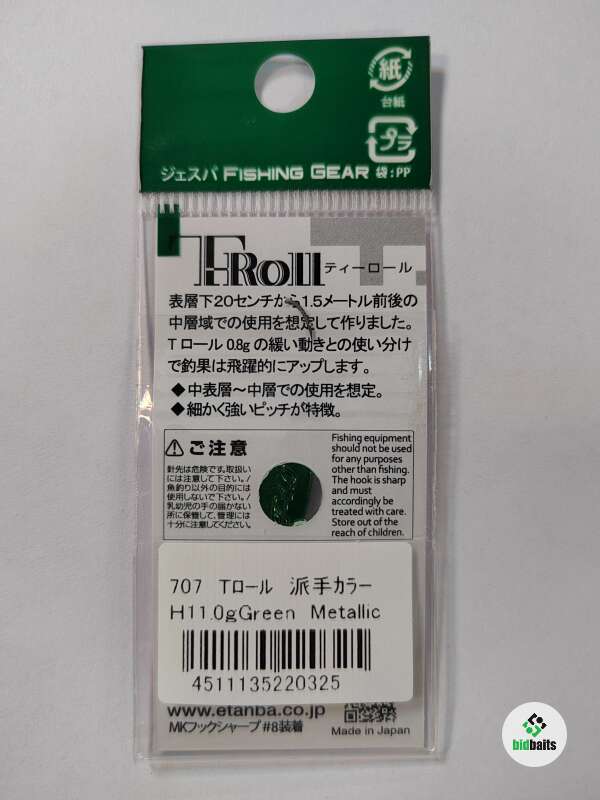 紙
台紙
プラ
ジェスパ FISHING GEAR 袋:PP
T-Roll ティーロール
表層下20センチから1.5メートル前後の
中層域での使用を想定して作りました。
Tロール 0.8g の緩い動きとの使い分け
で釣果は飛躍的にアップします。
◆中表層~中層での使用を想定。
◆細かく強いピッチが特徴。
ご注意
針先は危険です。取扱い
には注意して下さい。/
魚釣り以外の目的には
使用しないで下さい。/
乳幼児の手の届かない
所に保管して、管理には
十分に注意してください。
Fishing equipment
should not be used
for any purposes
other than fishing.
The hook is sharp
and must
accordingly be
treated with care.
Store out of the
reach of children.
707 Tロール 派手カラー
H11.0gGreen Metallic
4511135220325
www.etanba.co.jp
MKフックシャープ#8装着
Made in Japan
bidbaits